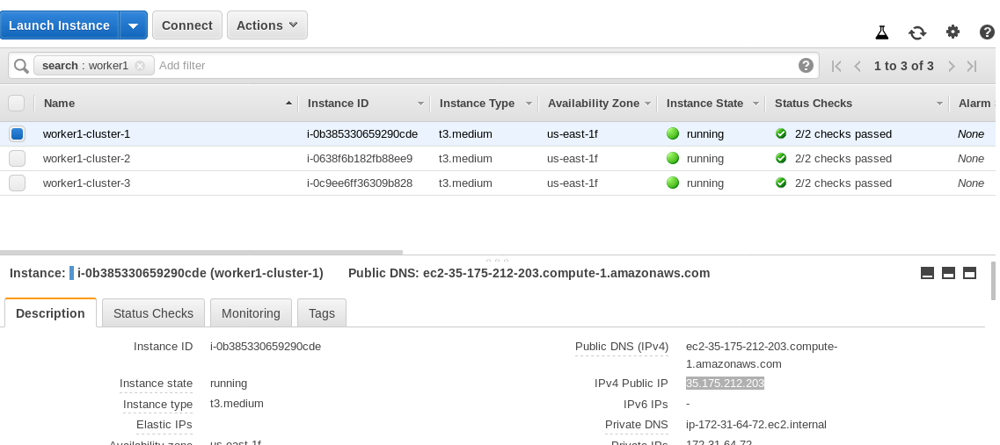 Launch Instance Connect Actions
search : worker1 Add filter 1 to 3 of 3
Name Instance ID Instance Type Availability Zone Instance State Status Checks Alarm
worker1-cluster-1 i-0b385330659290cde t3.medium us-east-1f running 2/2 checks passed None
worker1-cluster-2 i-0638f6b182fb88ee9 t3.medium us-east-1f running 2/2 checks passed None
worker1-cluster-3 i-0c9ee6ff36309b828 t3.medium us-east-1f running 2/2 checks passed None
Instance: i-0b385330659290cde (worker1-cluster-1) Public DNS: ec2-35-175-212-203.compute-1.amazonaws.com
Description Status Checks Monitoring Tags
Instance ID i-0b385330659290cde Public DNS (IPv4) ec2-35-175-212-203.compute-
1.amazonaws.com
Instance state running IPv4 Public IP 35.175.212.203
Instance type t3.medium IPv6 IPs -
Elastic IPs Private DNS ip-172-31-64-72.ec2.internal
Availability zone us-east-1f Private IPs 172.31.64.72